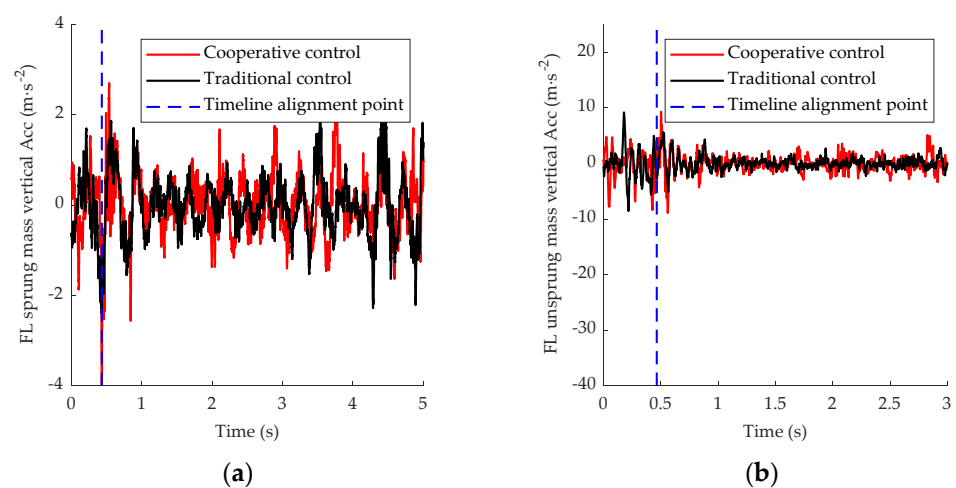 4
2
0
-2
-4
FL sprung mass vertical Acc (m·s⁻²)
Cooperative control
Traditional control
Timeline alignment point
0 1 2 3 4 5
Time (s)
(a)
20
10
0
-10
-20
-30
-40
FL unsprung mass vertical Acc (m·s⁻²)
Cooperative control
Traditional control
Timeline alignment point
0 0.5 1 1.5 2 2.5 3
Time (s)
(b)